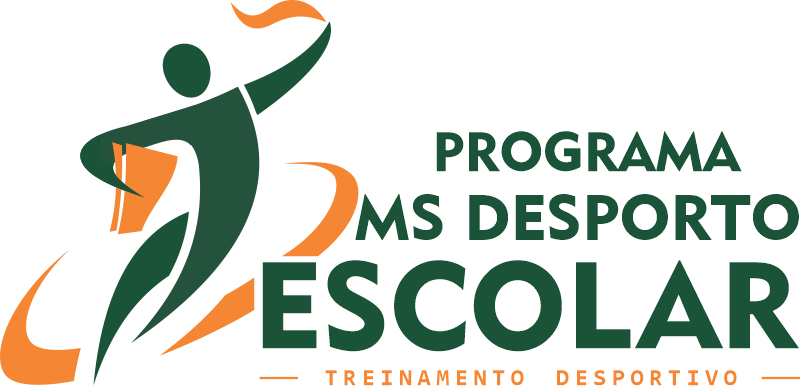 PROGRAMA
MS DESPORTO
ESCOLAR
TREINAMENTO DESPORTIVO